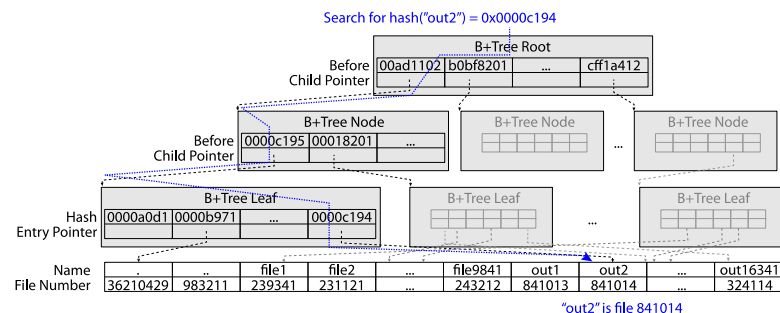 Search for hash("out2") = 0x0000c194
B+Tree Root
Before 00ad1102 b0bf8201 ... cff1a412
Child Pointer
B+Tree Node B+Tree Node B+Tree Node
Before 0000c195 00018201 ...
Child Pointer ...
B+Tree Leaf B+Tree Leaf B+Tree Leaf
Hash 0000a0d1 0000b971 ... 0000c194
Entry Pointer ...
Name . .. file1 file2 ... file9841 out1 out2 ... out16341
File Number 36210429 983211 239341 231121 ... 243212 841013 841014 ... 324114
"out2" is file 841014